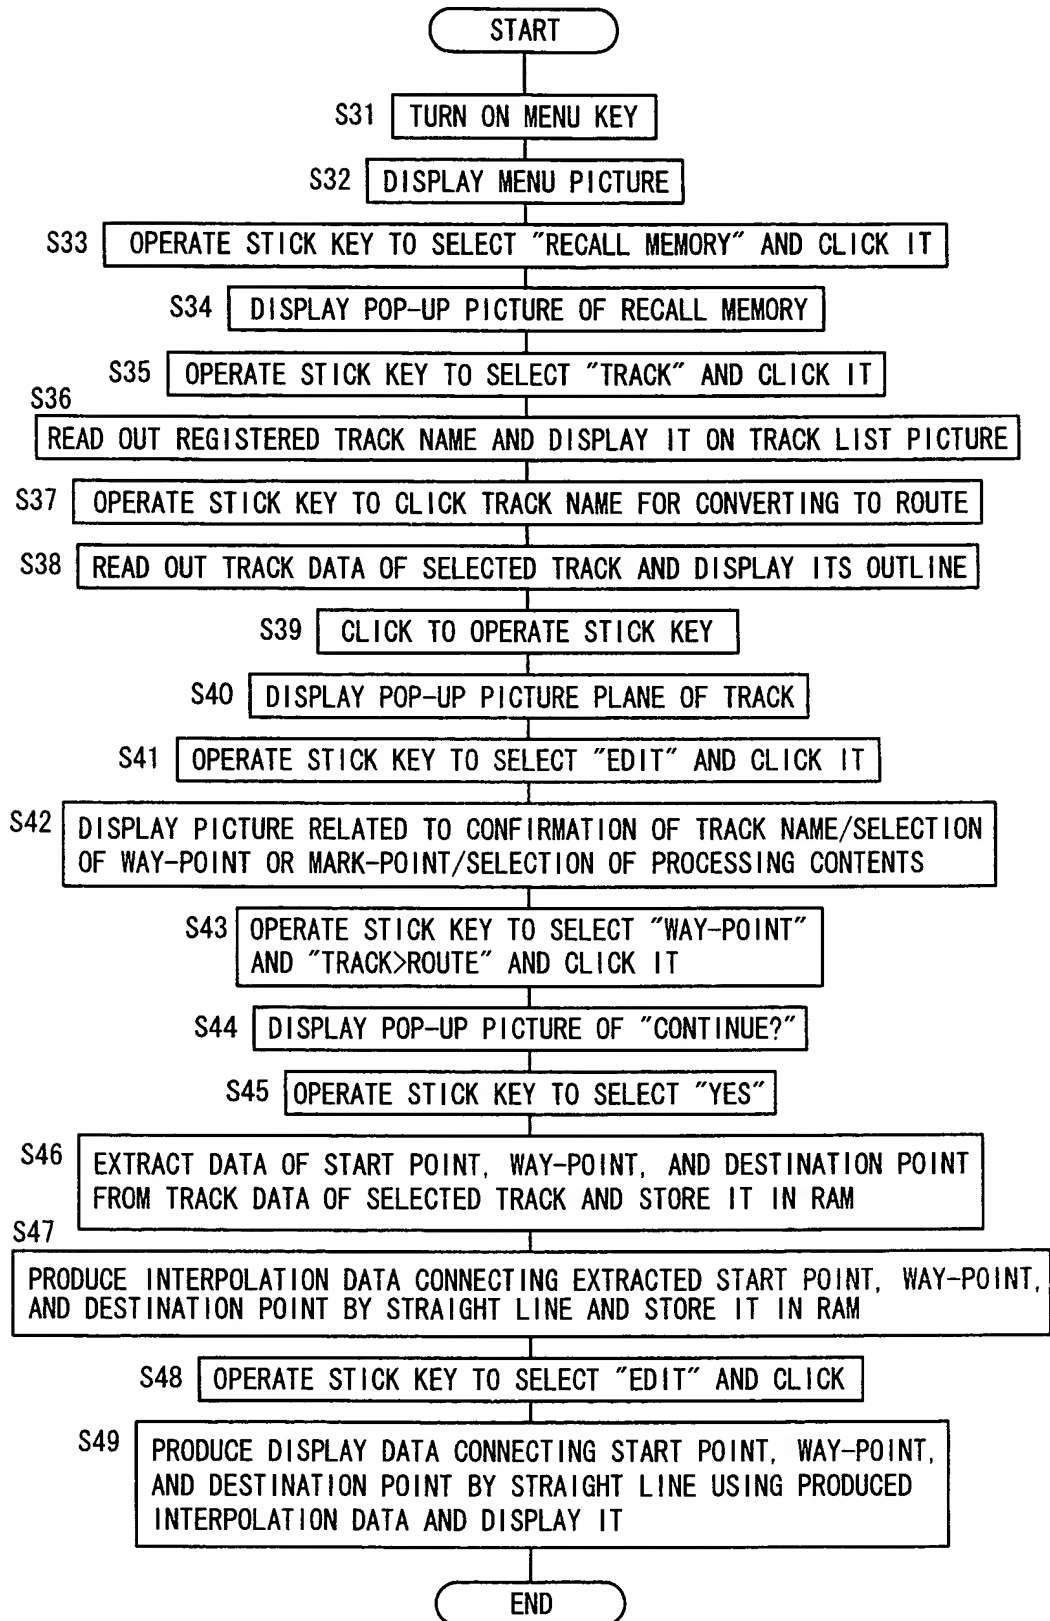 START
S31 TURN ON MENU KEY
S32 DISPLAY MENU PICTURE
S33 OPERATE STICK KEY TO SELECT "RECALL MEMORY" AND CLICK IT
S34 DISPLAY POP-UP PICTURE OF RECALL MEMORY
S35 OPERATE STICK KEY TO SELECT "TRACK" AND CLICK IT
S36
READ OUT REGISTERED TRACK NAME AND DISPLAY IT ON TRACK LIST PICTURE
S37 OPERATE STICK KEY TO CLICK TRACK NAME FOR CONVERTING TO ROUTE
S38 READ OUT TRACK DATA OF SELECTED TRACK AND DISPLAY ITS OUTLINE
S39 CLICK TO OPERATE STICK KEY
S40 DISPLAY POP-UP PICTURE PLANE OF TRACK
S41 OPERATE STICK KEY TO SELECT "EDIT" AND CLICK IT
S42 DISPLAY PICTURE RELATED TO CONFIRMATION OF TRACK NAME/SELECTION
OF WAY-POINT OR MARK-POINT/SELECTION OF PROCESSING CONTENTS
S43 OPERATE STICK KEY TO SELECT "WAY-POINT"
AND "TRACK>ROUTE" AND CLICK IT
S44 DISPLAY POP-UP PICTURE OF "CONTINUE?"
S45 OPERATE STICK KEY TO SELECT "YES"
S46 EXTRACT DATA OF START POINT, WAY-POINT, AND DESTINATION POINT
FROM TRACK DATA OF SELECTED TRACK AND STORE IT IN RAM
S47
PRODUCE INTERPOLATION DATA CONNECTING EXTRACTED START POINT, WAY-POINT,
AND DESTINATION POINT BY STRAIGHT LINE AND STORE IT IN RAM
S48 OPERATE STICK KEY TO SELECT "EDIT" AND CLICK
S49 PRODUCE DISPLAY DATA CONNECTING START POINT, WAY-POINT,
AND DESTINATION POINT BY STRAIGHT LINE USING PRODUCED
INTERPOLATION DATA AND DISPLAY IT
END